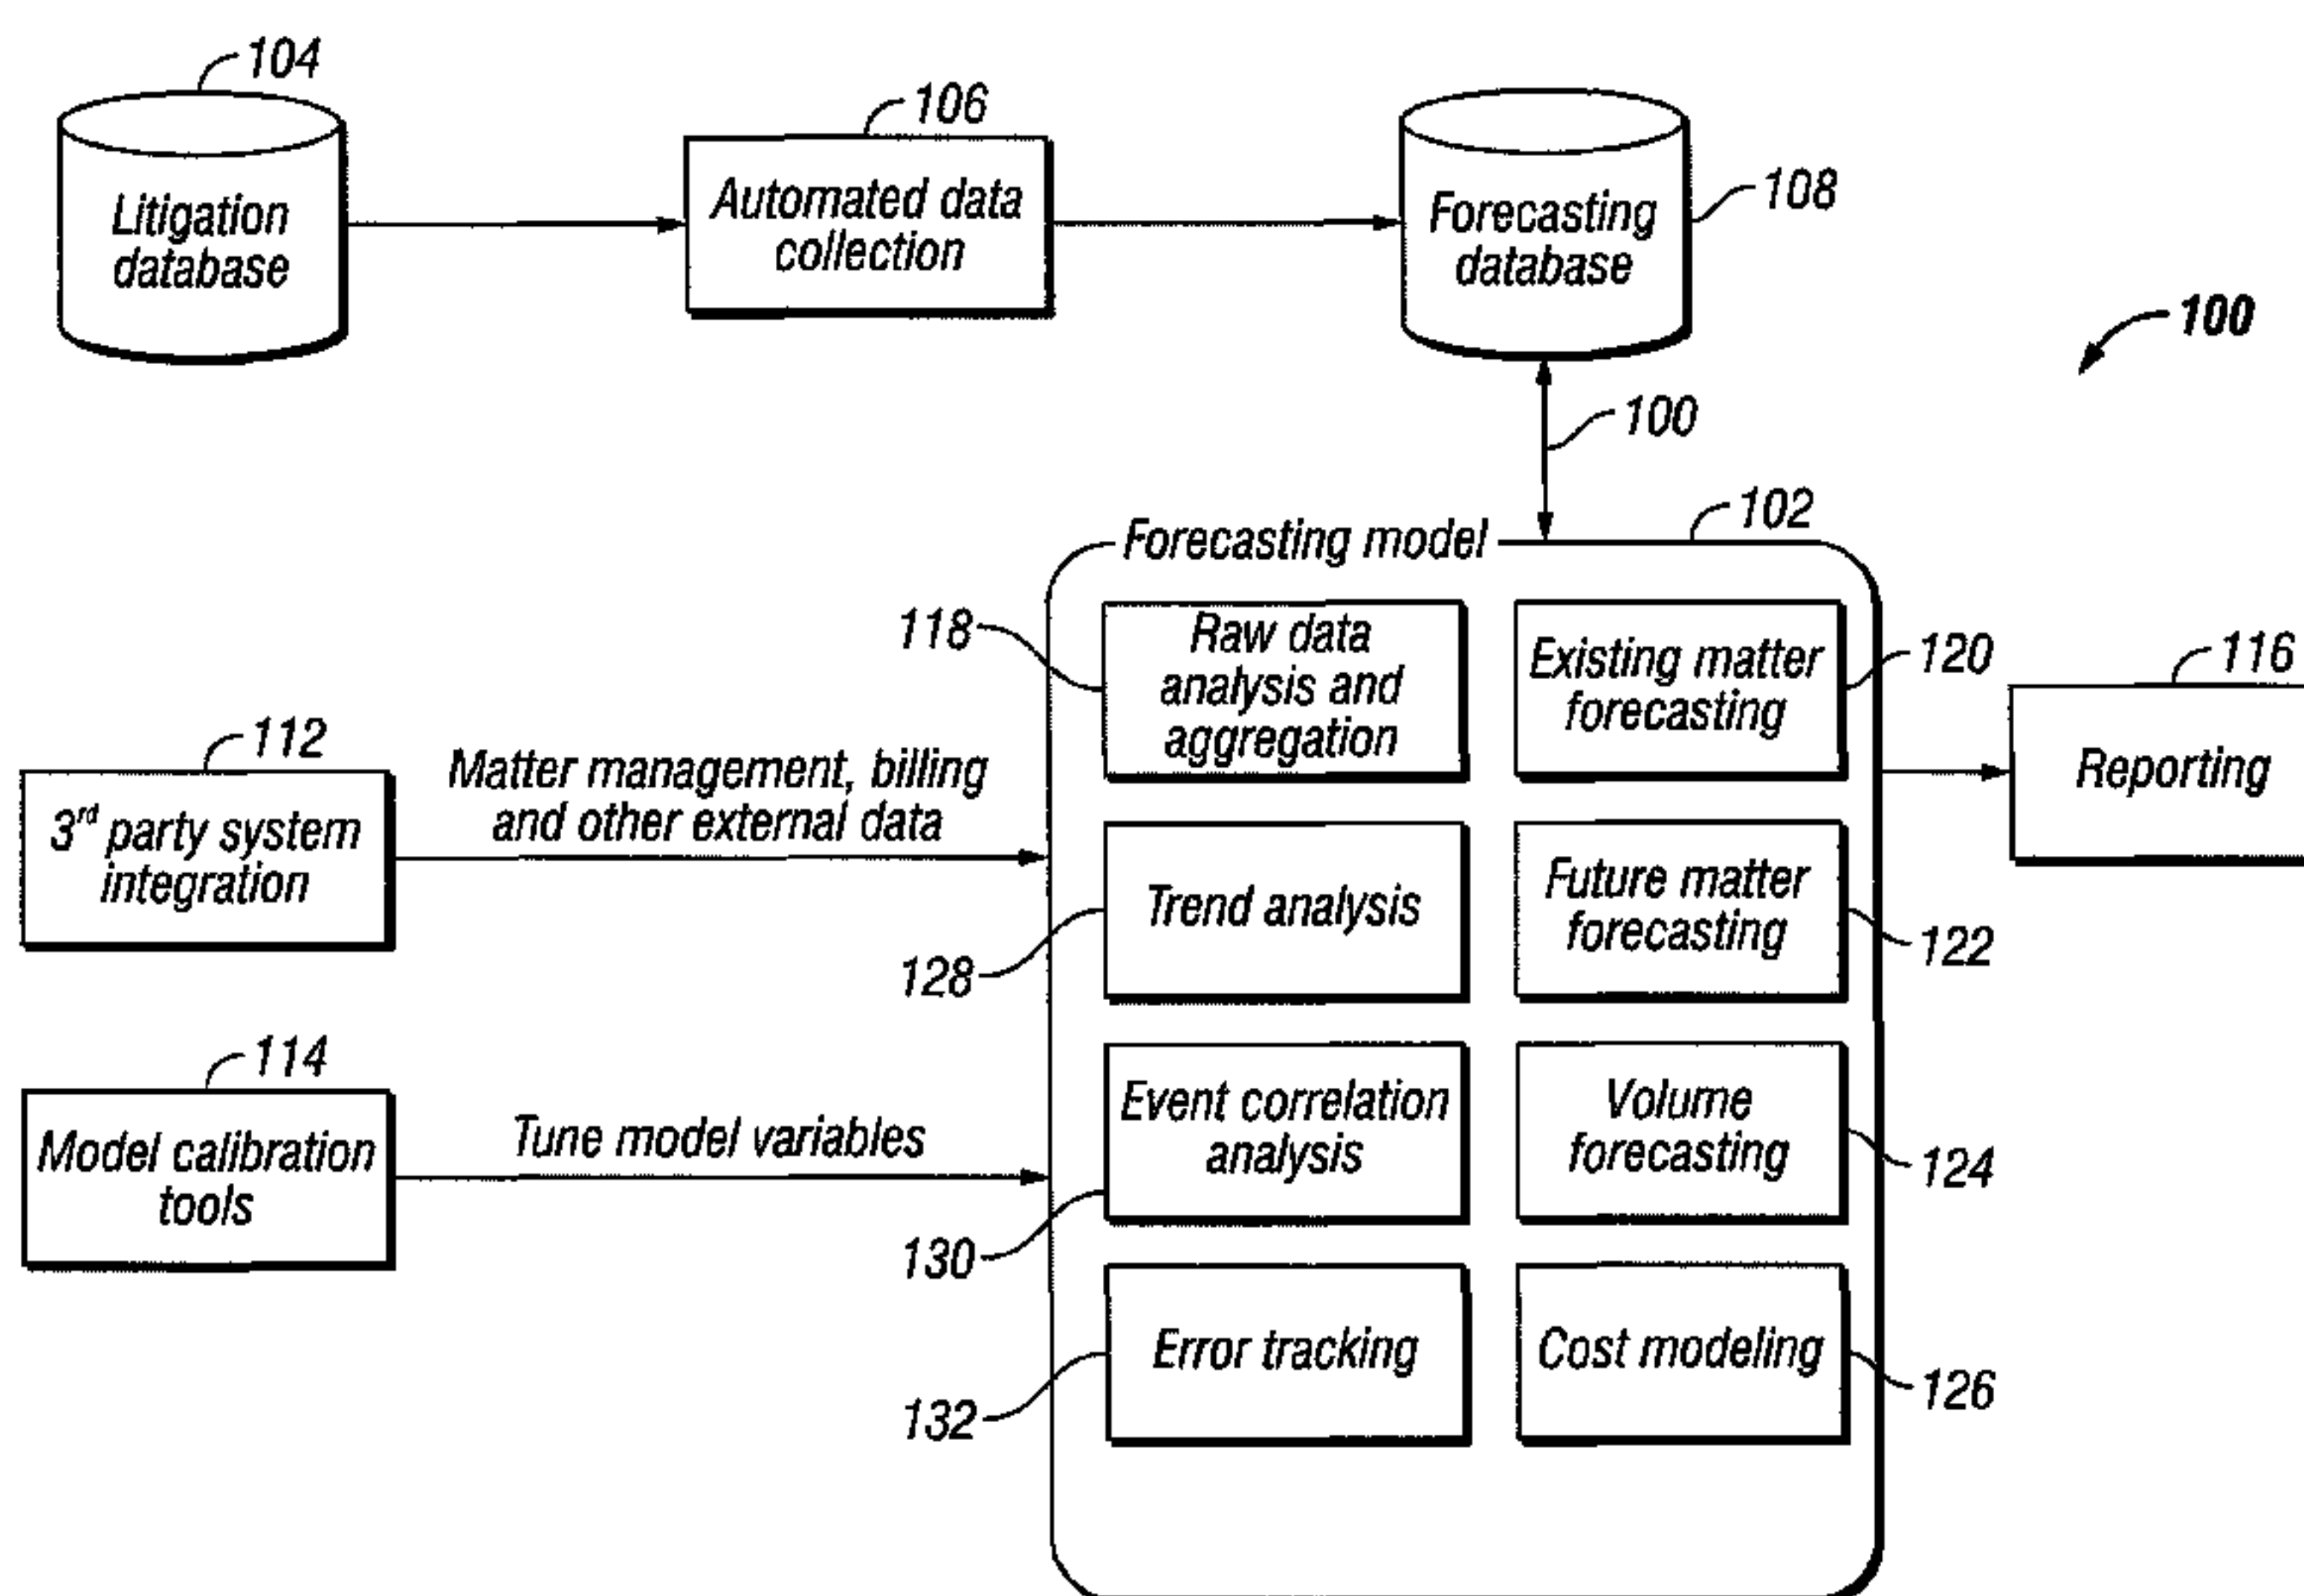 104
106
Litigation
database
Automated data
collection
Forecasting
database
108
100
100
102
Forecasting model
118
Raw data
analysis and
aggregation
Existing matter
forecasting
120
116
Reporting
112
3rd party system
integration
Matter management, billing
and other external data
Trend analysis
128
Future matter
forecasting
122
114
Model calibration
tools
Tune model variables
Event correlation
analysis
130
Volume
forecasting
124
Error tracking
132
Cost modeling
126